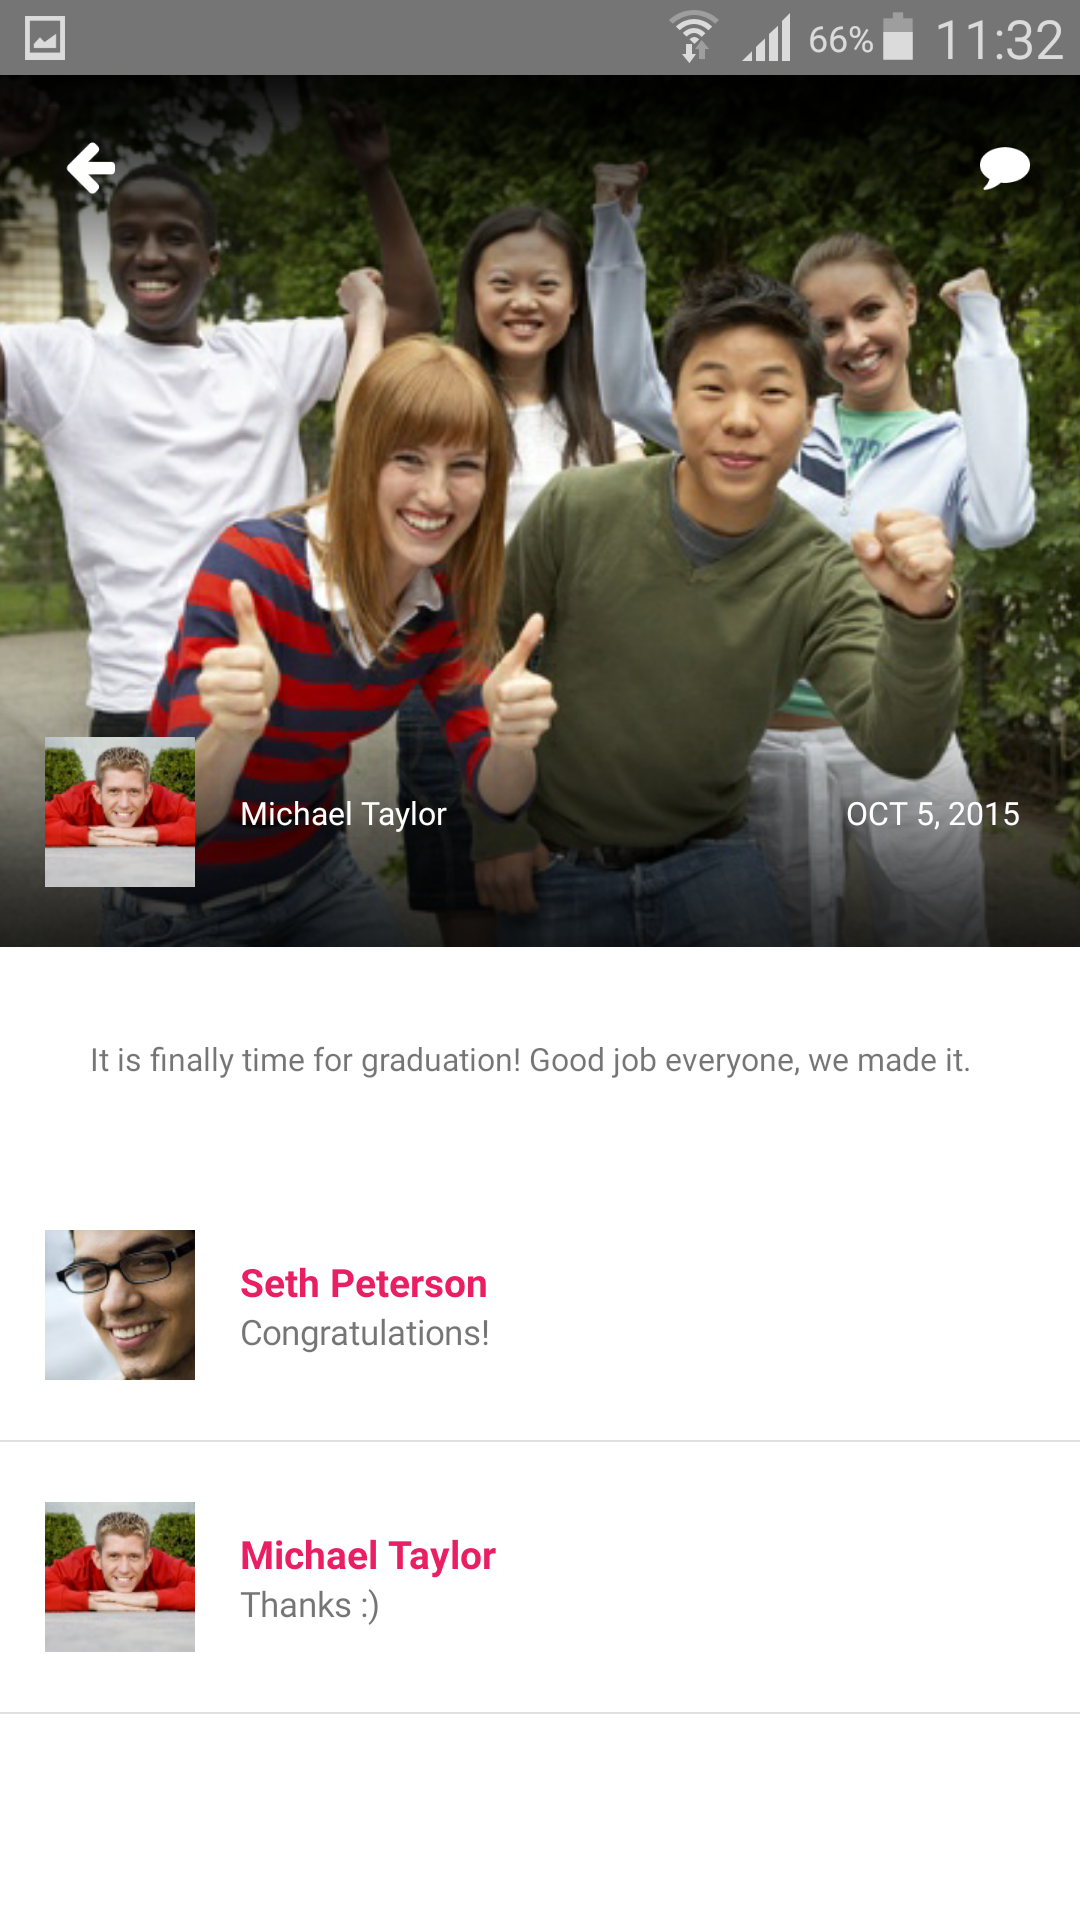 66% 11:32
Michael Taylor OCT 5, 2015
It is finally time for graduation! Good job everyone, we made it.
Seth Peterson
Congratulations!
Michael Taylor
Thanks :)